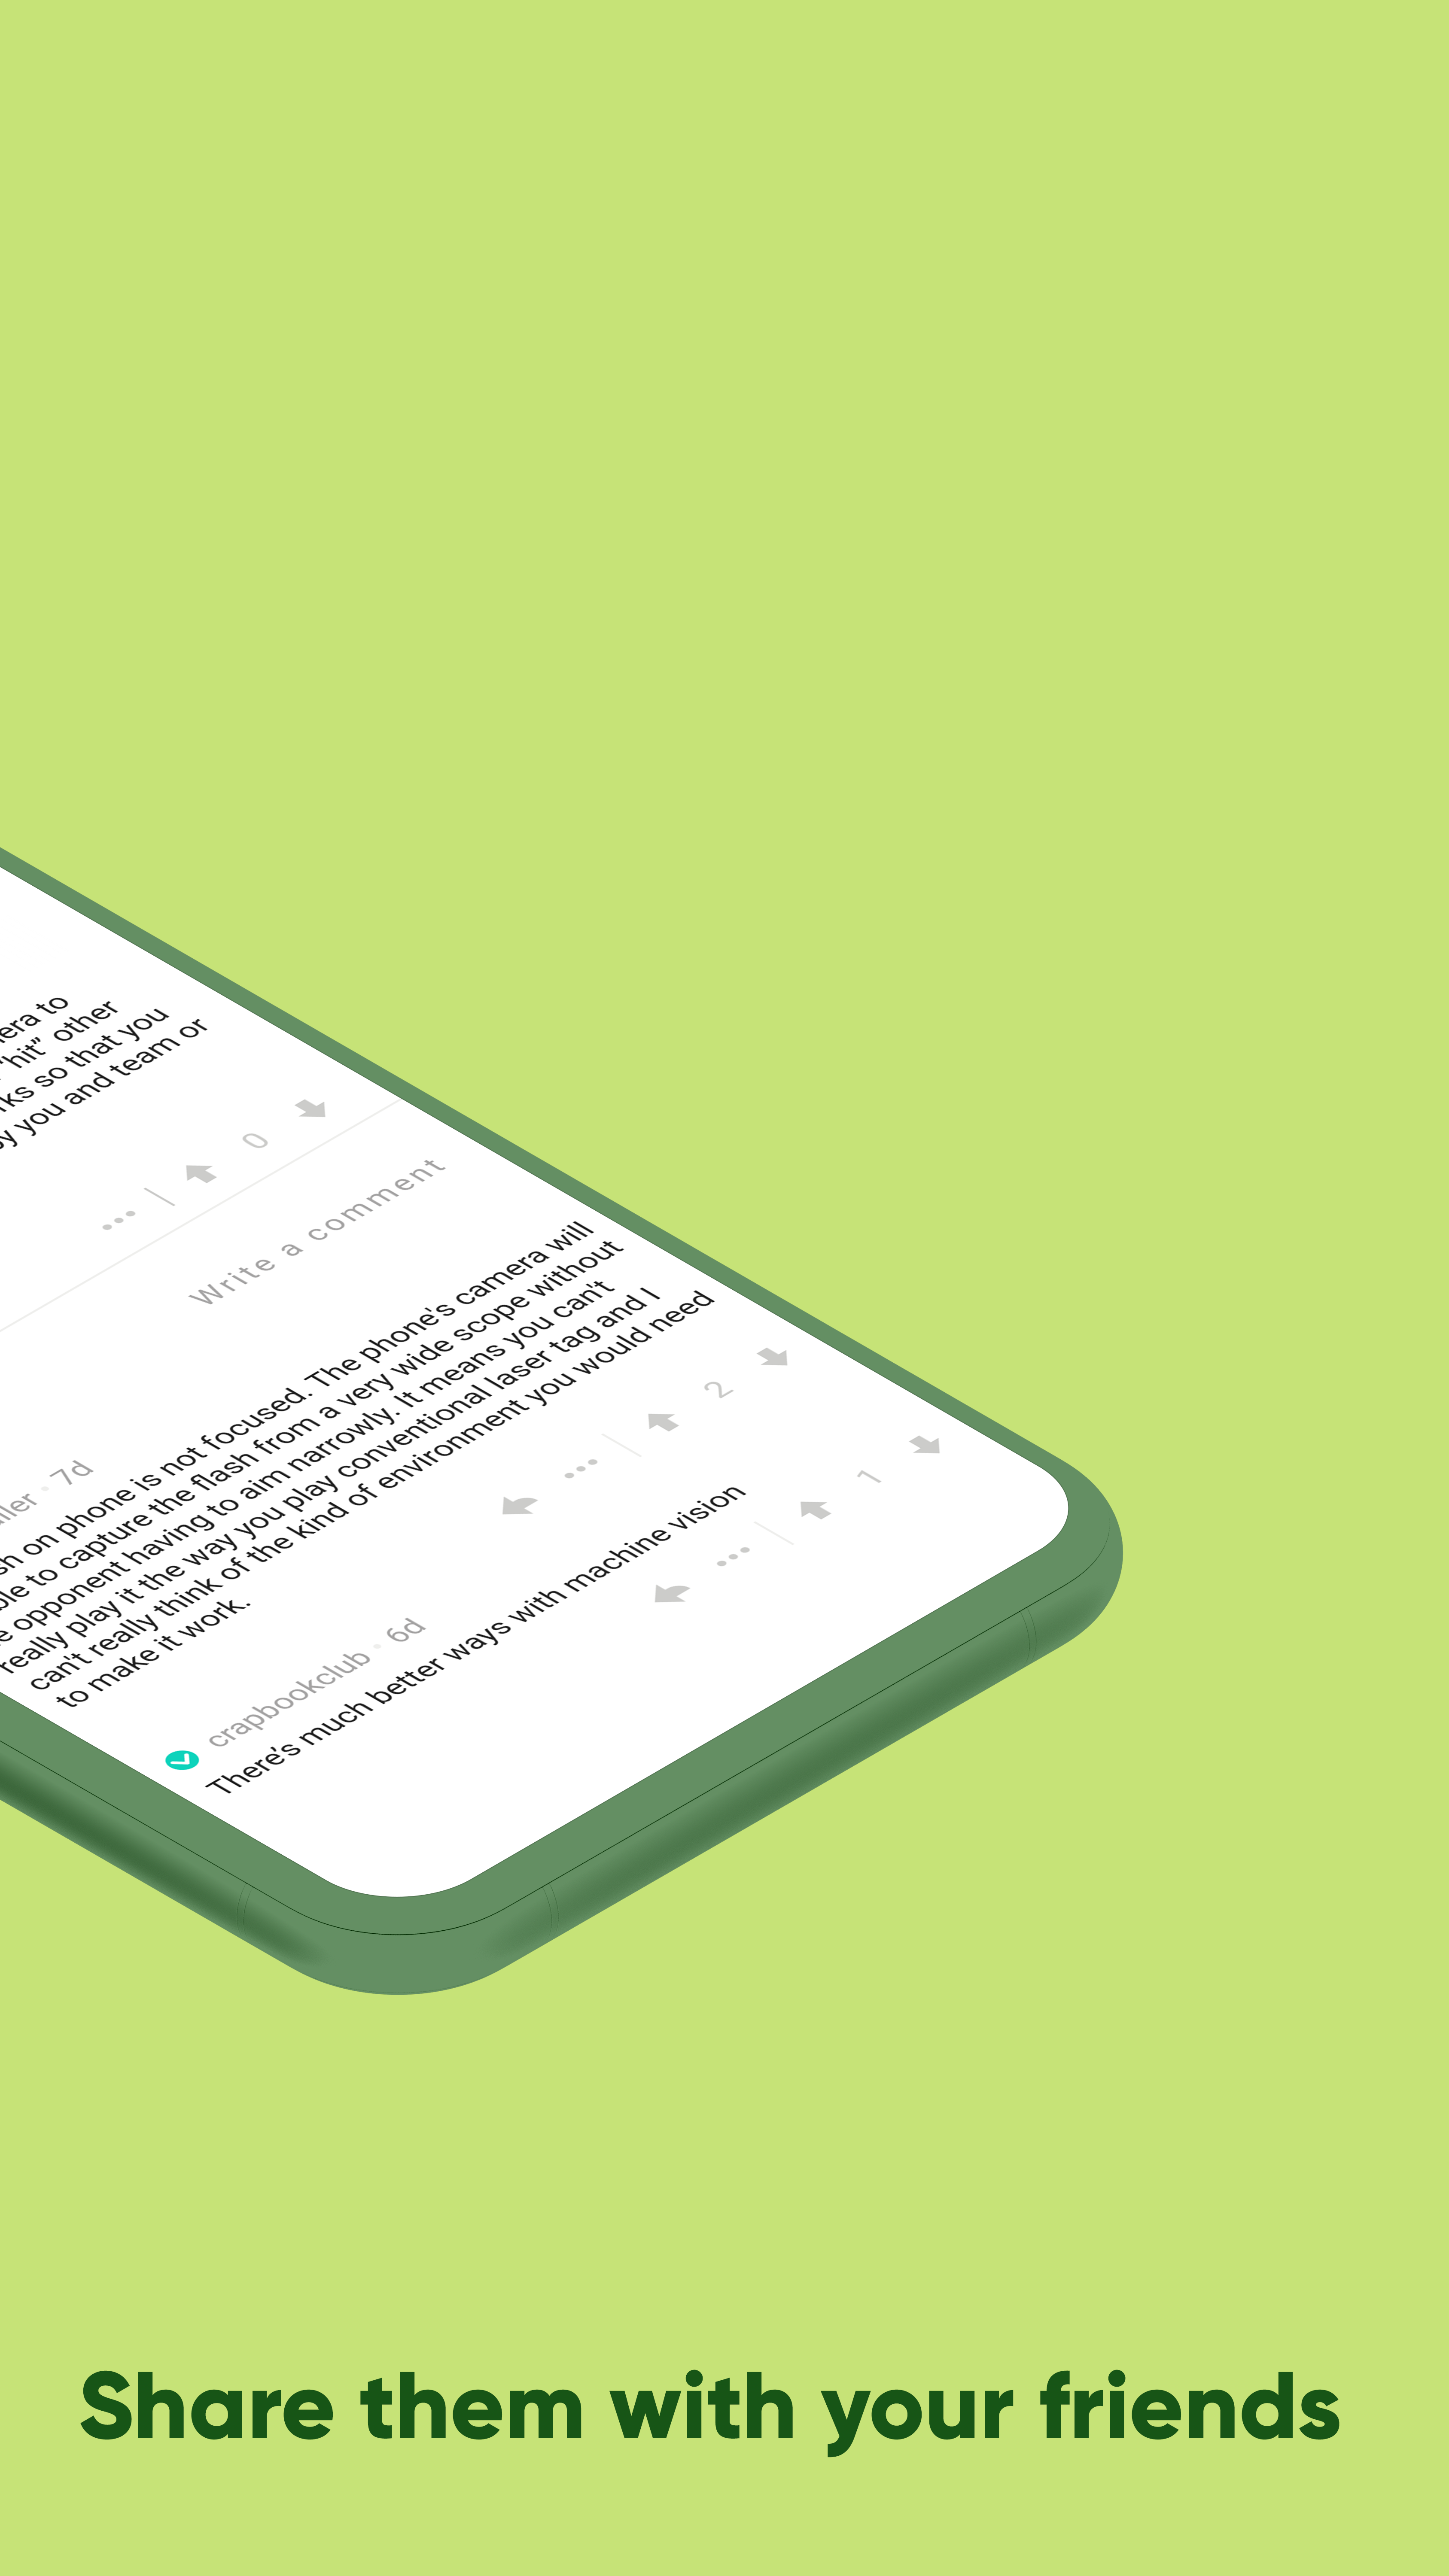 to
"hit" other
so that you
you and team or
0
Write a comment
7d
on phone is not focused. The phone's camera will
to capture the flash from a very wide scope without
opponent having to aim narrowly. It means you can't
really play it the way you play conventional laser tag and I
can't really think of the kind of environment you would need
to make it work.
2
crapbookclub • 6d
There's much better ways with machine vision
1
Share them with your friends